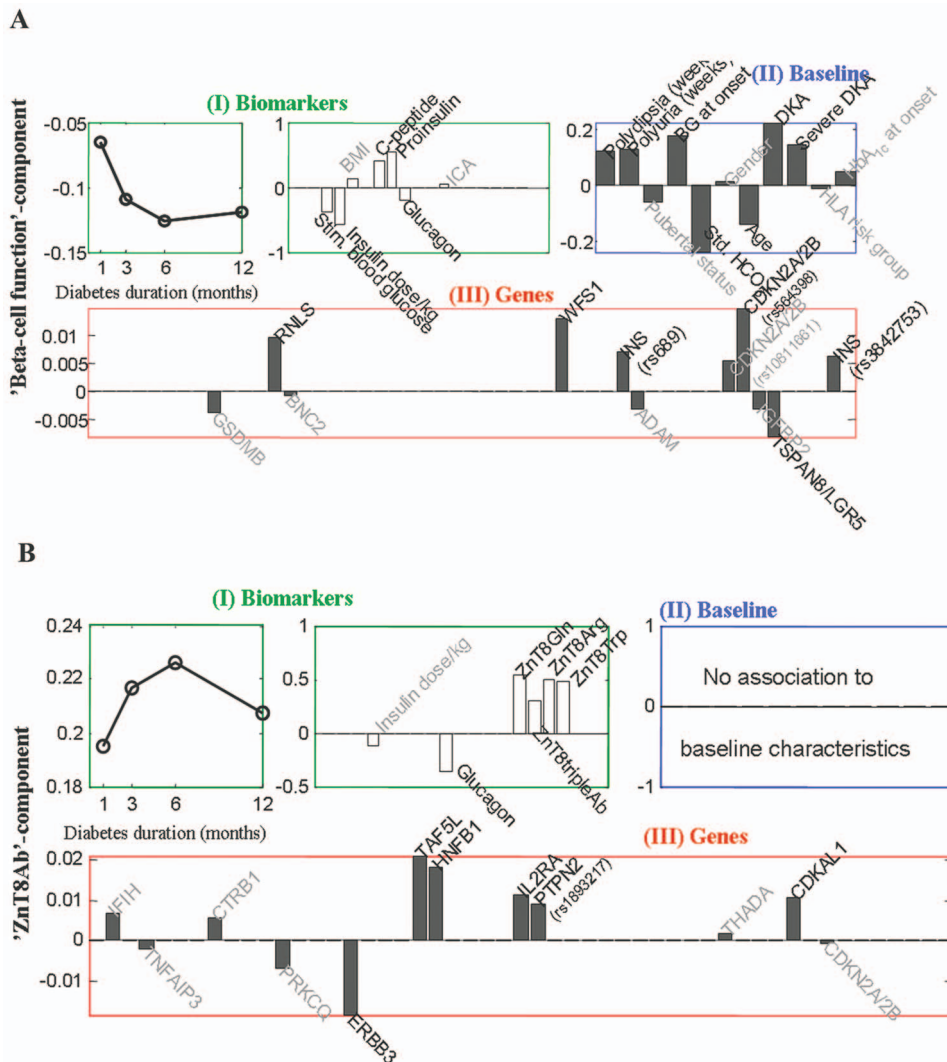 A
(I) Biomarkers
(II) Baseline
'Beta-cell function'-component
-0.05
-0.1
-0.15
1 3 6 12
Diabetes duration (months)
1
0
-1
Stim. blood glucose
Insulin dose/kg
BMI
C-peptide
Proinsulin
Glucagon
ICA
0.2
0
-0.2
Polydipsia (week
Polyuria (weeks)
Pubertal status
BG at onset
Std. HCO
Gender
Age
DKA
Severe DKA
HLA risk group
HbA1c at onset
(III) Genes
0.01
0.005
0
-0.005
GSDMB
RNLS
BNC2
WFS1
INS
(rs689)
ADAM
CDKN2A/2B
(rs10811661)
CDKN2A/2B
(rs564398)
IGFBP2
TSPAN8/LGR5
INS
(rs3842753)
B
(I) Biomarkers
(II) Baseline
'ZnT8Ab'-component
0.24
0.22
0.2
0.18
1 3 6 12
Diabetes duration (months)
1
0.5
0
-0.5
Insulin dose/kg
Glucagon
ZnT8Gln
ZnT8tripleAb
ZnT8Arg
ZnT8Trp
1
0
-1
No association to
baseline characteristics
(III) Genes
0.02
0.01
0
-0.01
IFIH
TNFAIP3
CTRB1
PRKCQ
ERBB3
TAF5L
HNFB1
IL2RA
PTPN2
(rs1893217)
THADA
CDKAL1
CDKN2A/2B